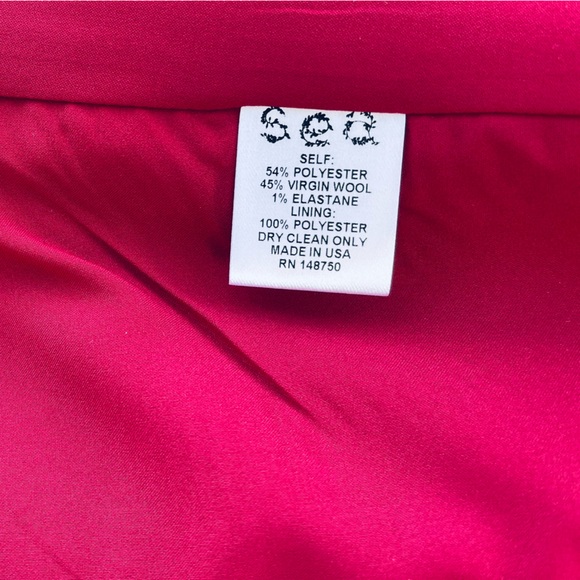 sea
SELF:
54% POLYESTER
45% VIRGIN WOOL
1% ELASTANE
LINING:
100% POLYESTER
DRY CLEAN ONLY
MADE IN USA
RN 148750